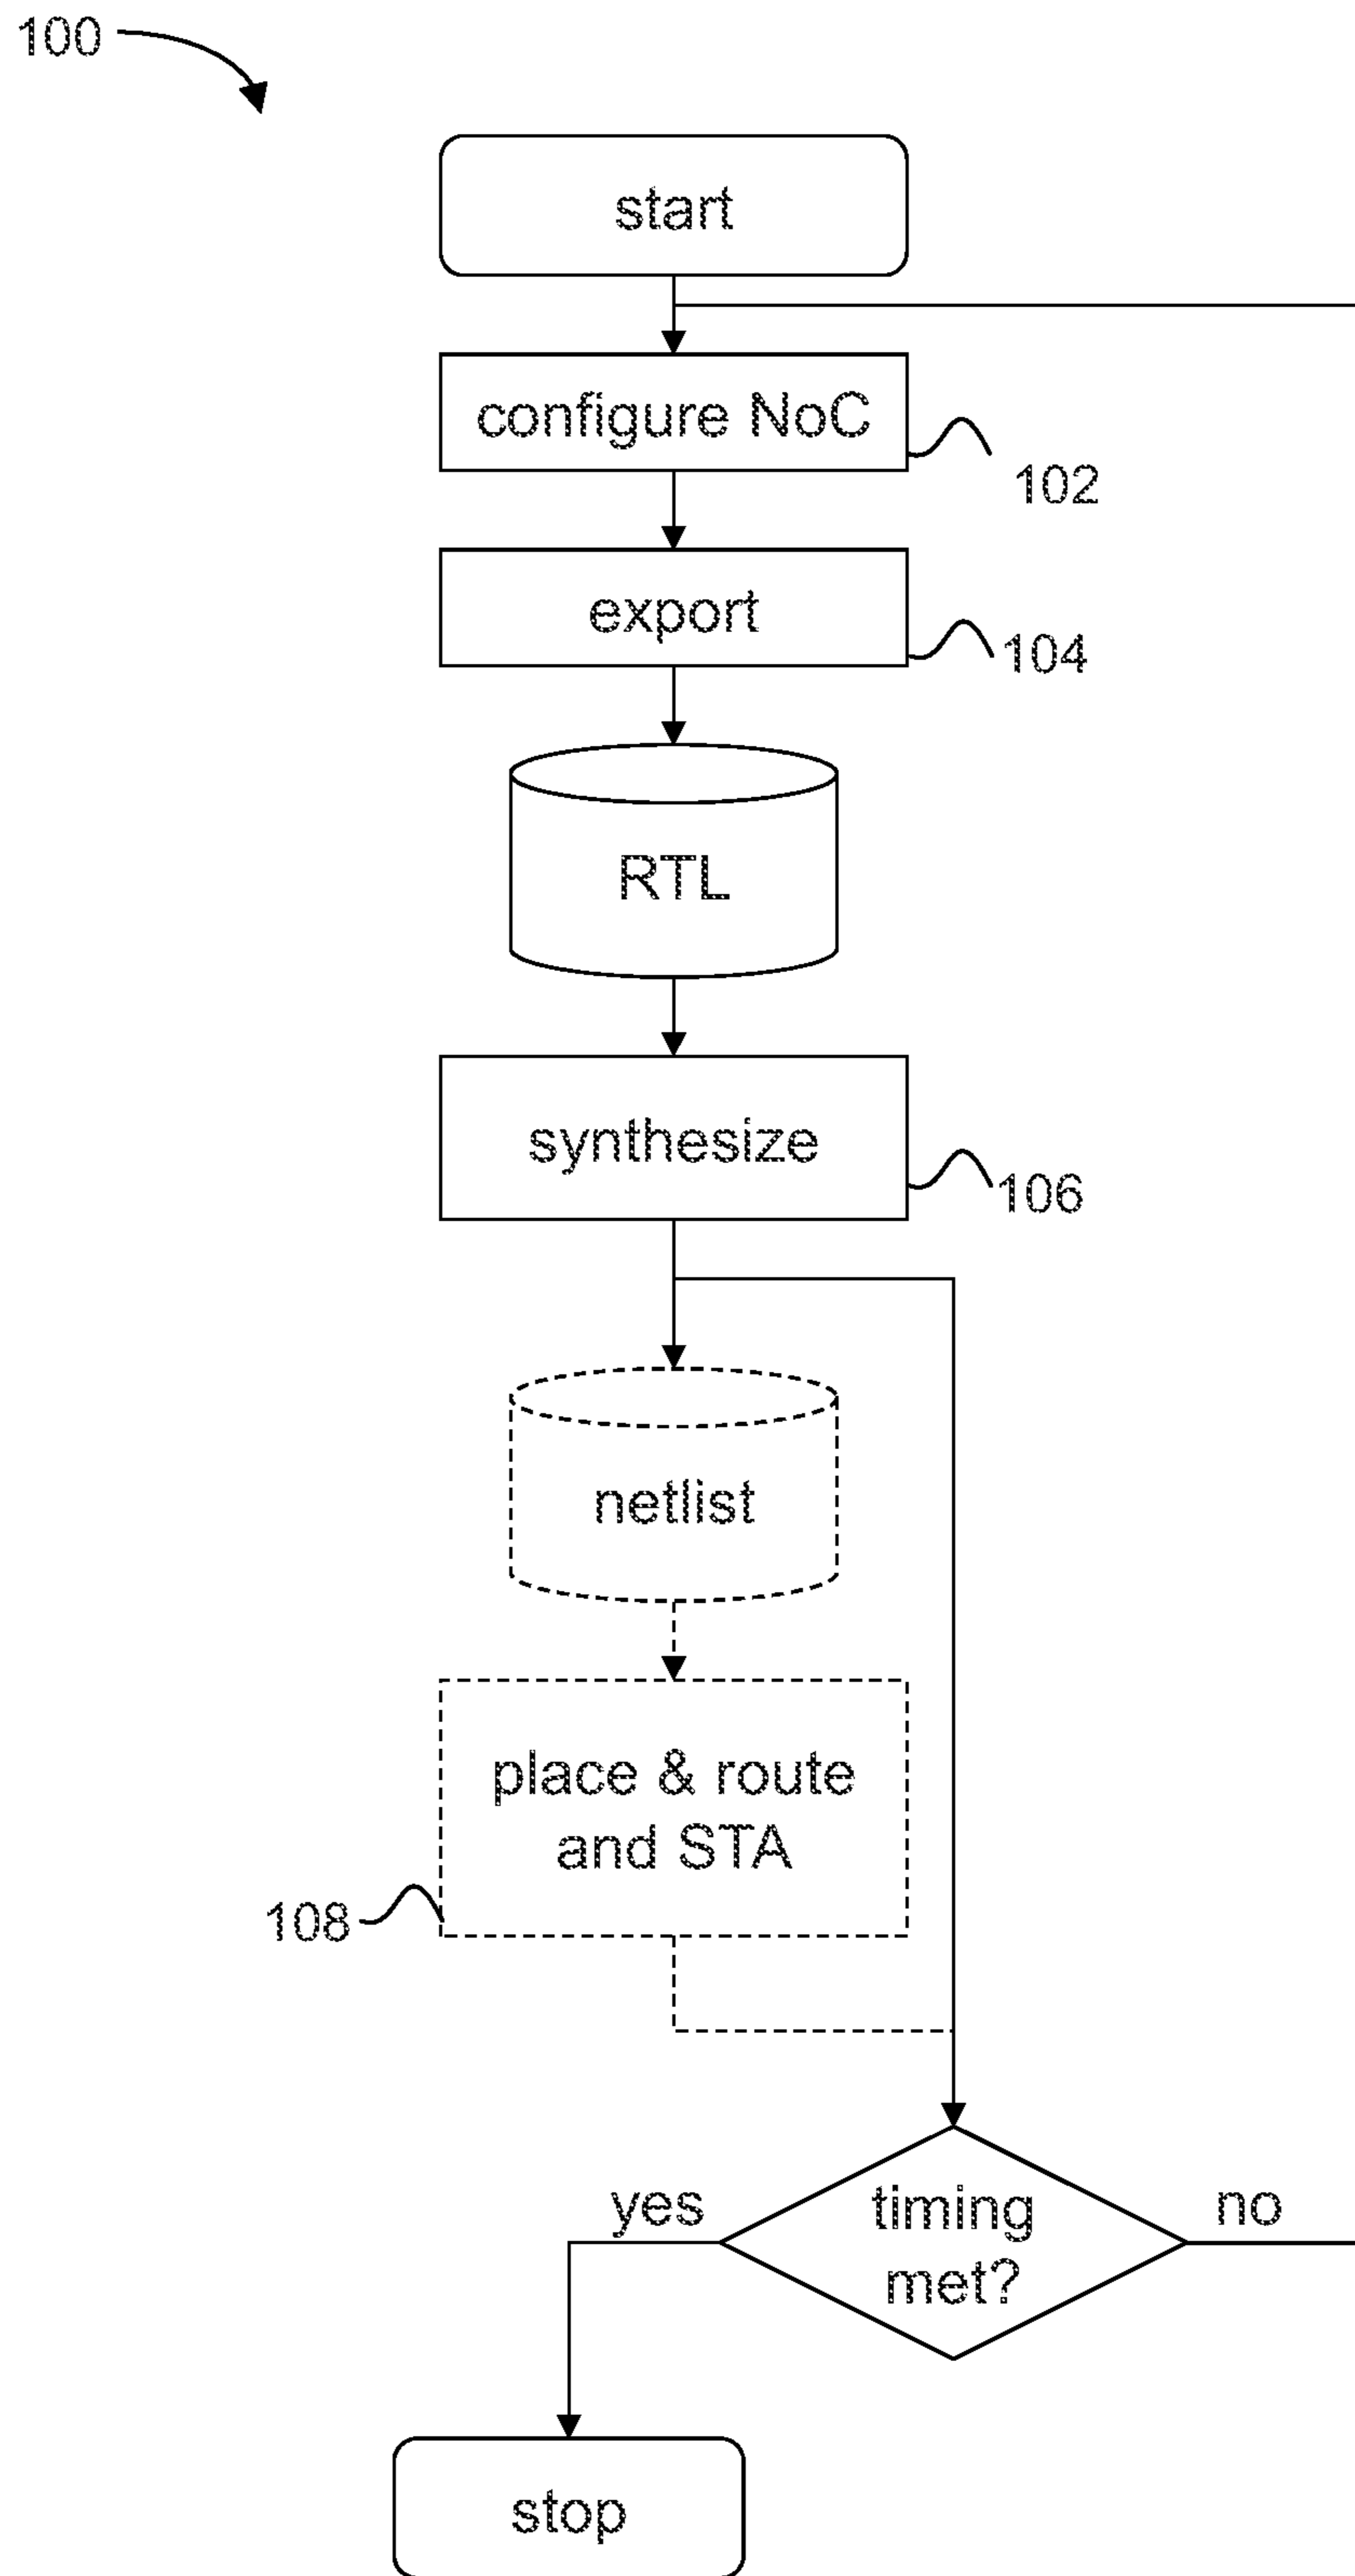 100
start
configure NoC
102
export
104
RTL
synthesize
106
netlist
place & route
and STA
108
yes
timing
met?
no
stop